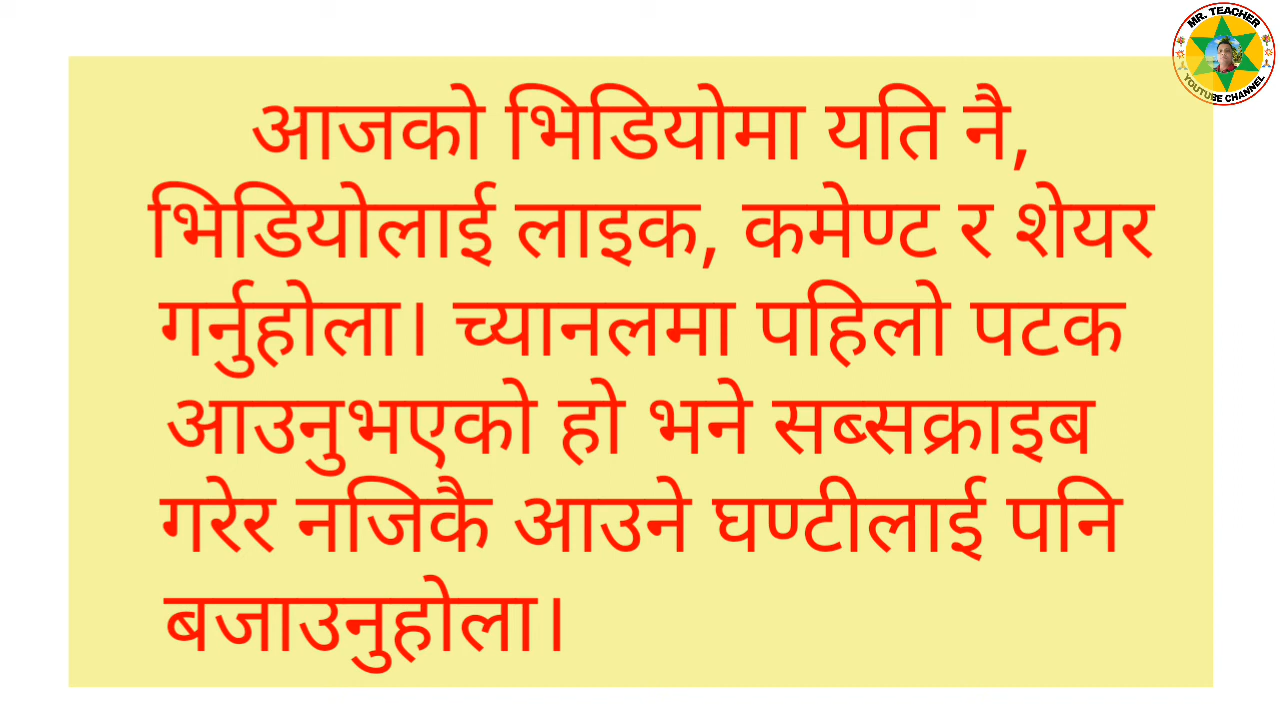 MR. TEACHER
YOUTUBE CHANNEL
आजको भिडियोमा यति नै,
भिडियोलाई लाइक, कमेण्ट र शेयर
गर्नुहोला। च्यानलमा पहिलो पटक
आउनुभएको हो भने सब्सक्राइब
गरेर नजिकै आउने घण्टीलाई पनि
बजाउनुहोला।